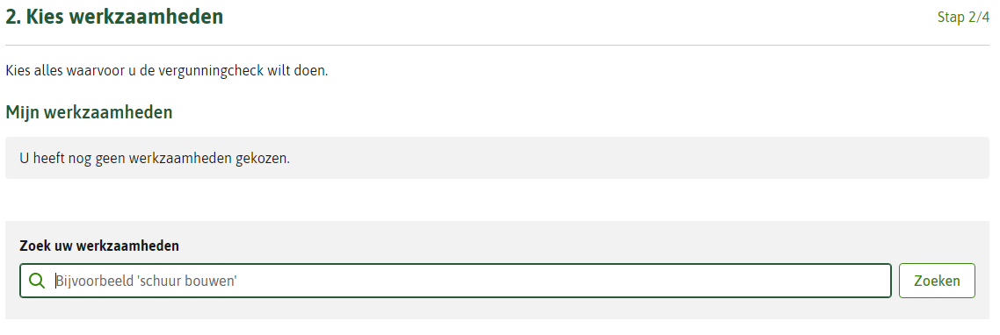 2. Kies werkzaamheden
Stap 2/4
Kies alles waarvoor u de vergunningcheck wilt doen.
Mijn werkzaamheden
U heeft nog geen werkzaamheden gekozen.
Zoek uw werkzaamheden
Bijvoorbeeld 'schuur bouwen'
Zoeken